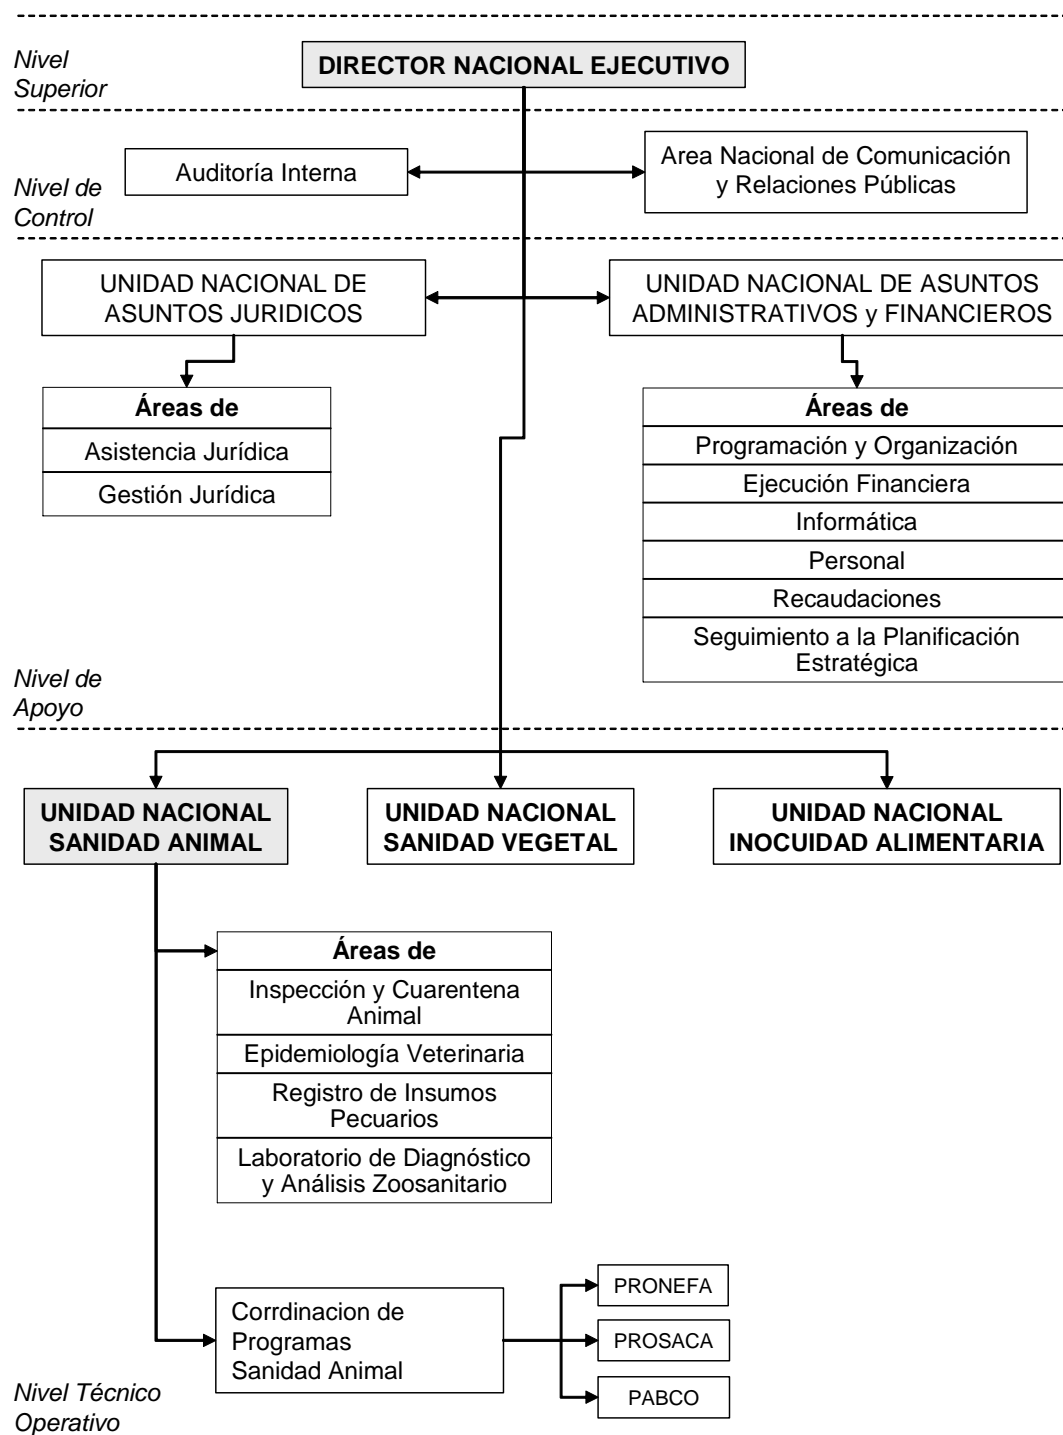 Nivel
Superior
DIRECTOR NACIONAL EJECUTIVO
Auditoría Interna
Area Nacional de Comunicación
y Relaciones Públicas
Nivel de
Control
UNIDAD NACIONAL DE
ASUNTOS JURIDICOS
UNIDAD NACIONAL DE ASUNTOS
ADMINISTRATIVOS y FINANCIEROS
Áreas de
Asistencia Jurídica
Gestión Jurídica
Áreas de
Programación y Organización
Ejecución Financiera
Informática
Personal
Recaudaciones
Seguimiento a la Planificación
Estratégica
Nivel de
Apoyo
UNIDAD NACIONAL
SANIDAD ANIMAL
UNIDAD NACIONAL
SANIDAD VEGETAL
UNIDAD NACIONAL
INOCUIDAD ALIMENTARIA
Áreas de
Inspección y Cuarentena
Animal
Epidemiología Veterinaria
Registro de Insumos
Pecuarios
Laboratorio de Diagnóstico
y Análisis Zoosanitario
Corrdinacion de
Programas
Sanidad Animal
PRONEFA
PROSACA
PABCO
Nivel Técnico
Operativo